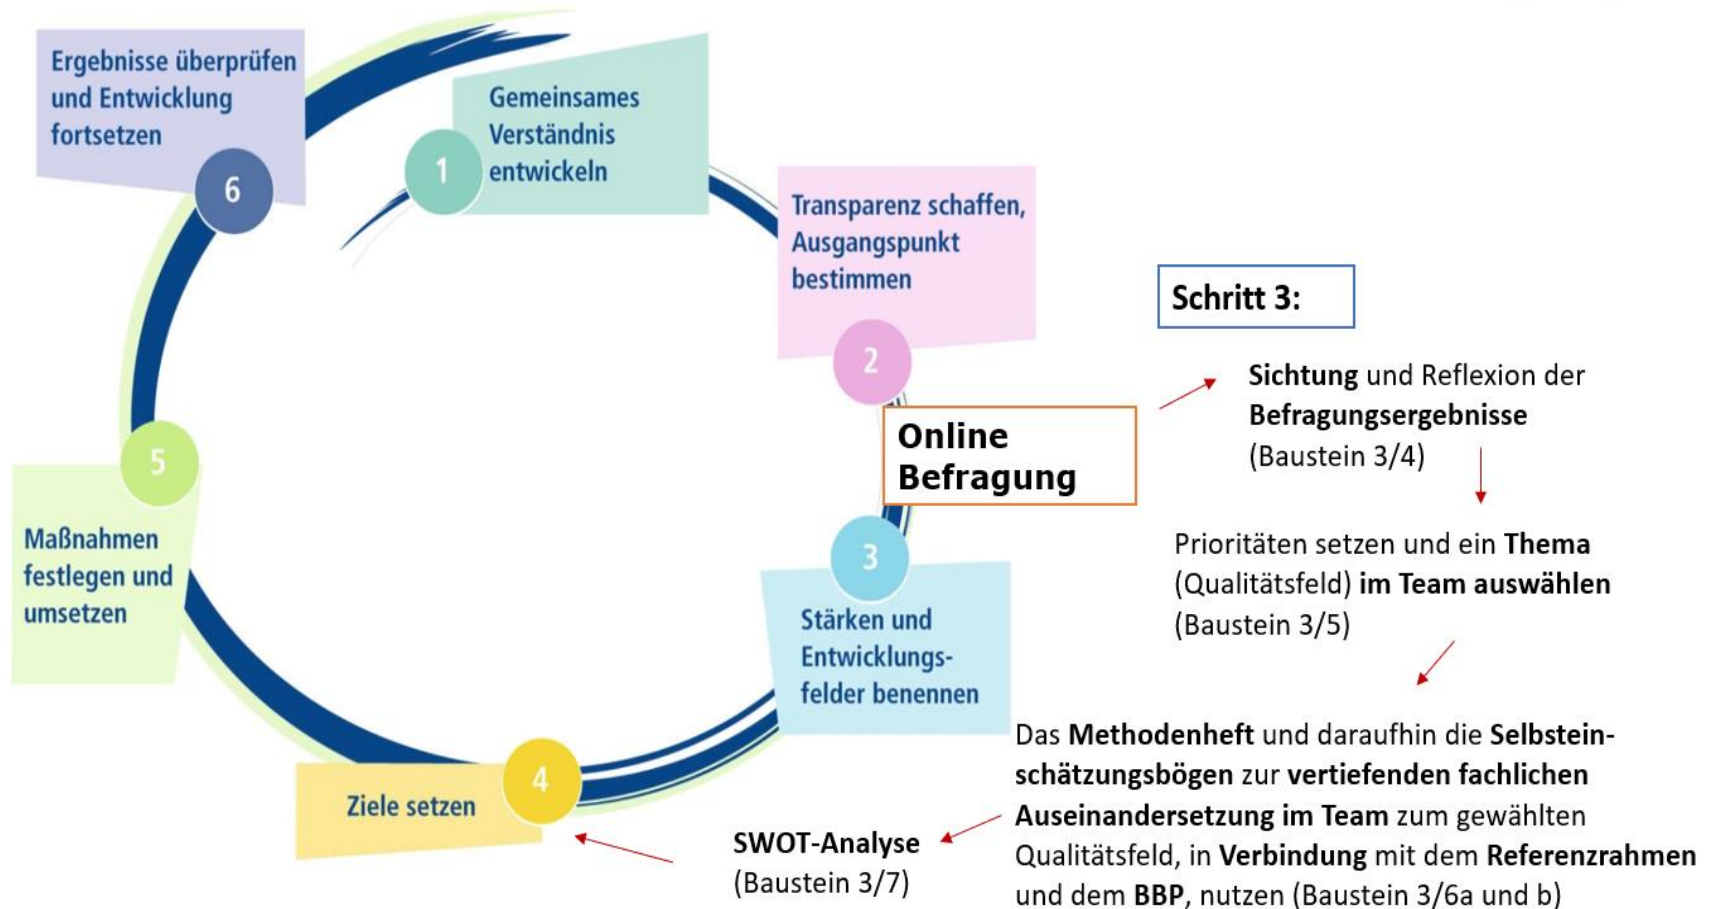 Ergebnisse überprüfen
und Entwicklung
fortsetzen
6
1
Gemeinsames
Verständnis
entwickeln
Transparenz schaffen,
Ausgangspunkt
bestimmen
2
Online
Befragung
3
Stärken und
Entwicklungs-
felder benennen
4
Ziele setzen
5
Maßnahmen
festlegen und
umsetzen
Schritt 3:
Sichtung und Reflexion der
Befragungsergebnisse
(Baustein 3/4)
Prioritäten setzen und ein Thema
(Qualitätsfeld) im Team auswählen
(Baustein 3/5)
Das Methodenheft und daraufhin die Selbstein-
schätzungsbögen zur vertiefenden fachlichen
Auseinandersetzung im Team zum gewählten
Qualitätsfeld, in Verbindung mit dem Referenzrahmen
und dem BBP, nutzen (Baustein 3/6a und b)
SWOT-Analyse
(Baustein 3/7)